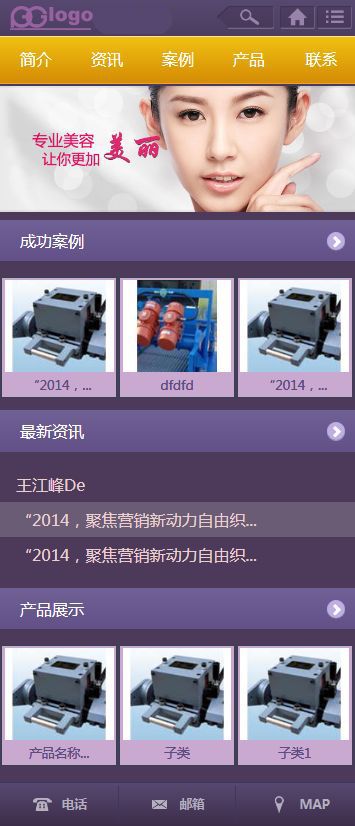 logo
简介 资讯 案例 产品 联系
专业美容
让你更加 美丽
成功案例
“2014，... dfdfd “2014，...
最新资讯
王江峰De
“2014，聚焦营销新动力自由织...
“2014，聚焦营销新动力自由织...
产品展示
产品名称... 子类 子类1
电话 邮箱 MAP